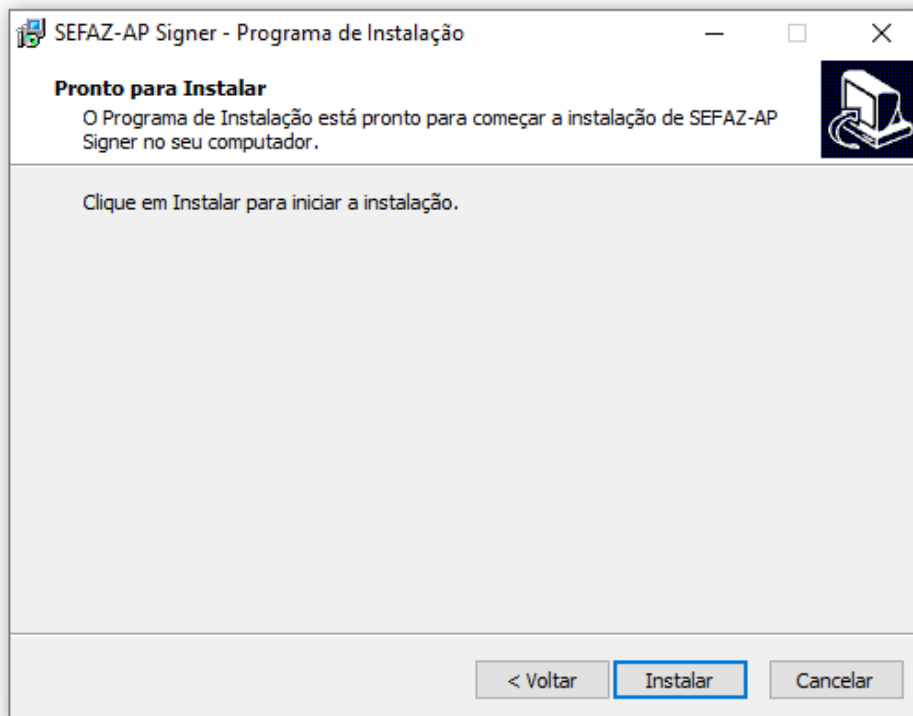 SEFAZ-AP Signer - Programa de Instalação
Pronto para Instalar
O Programa de Instalação está pronto para começar a instalação de SEFAZ-AP
Signer no seu computador.
Clique em Instalar para iniciar a instalação.
< Voltar
Instalar
Cancelar